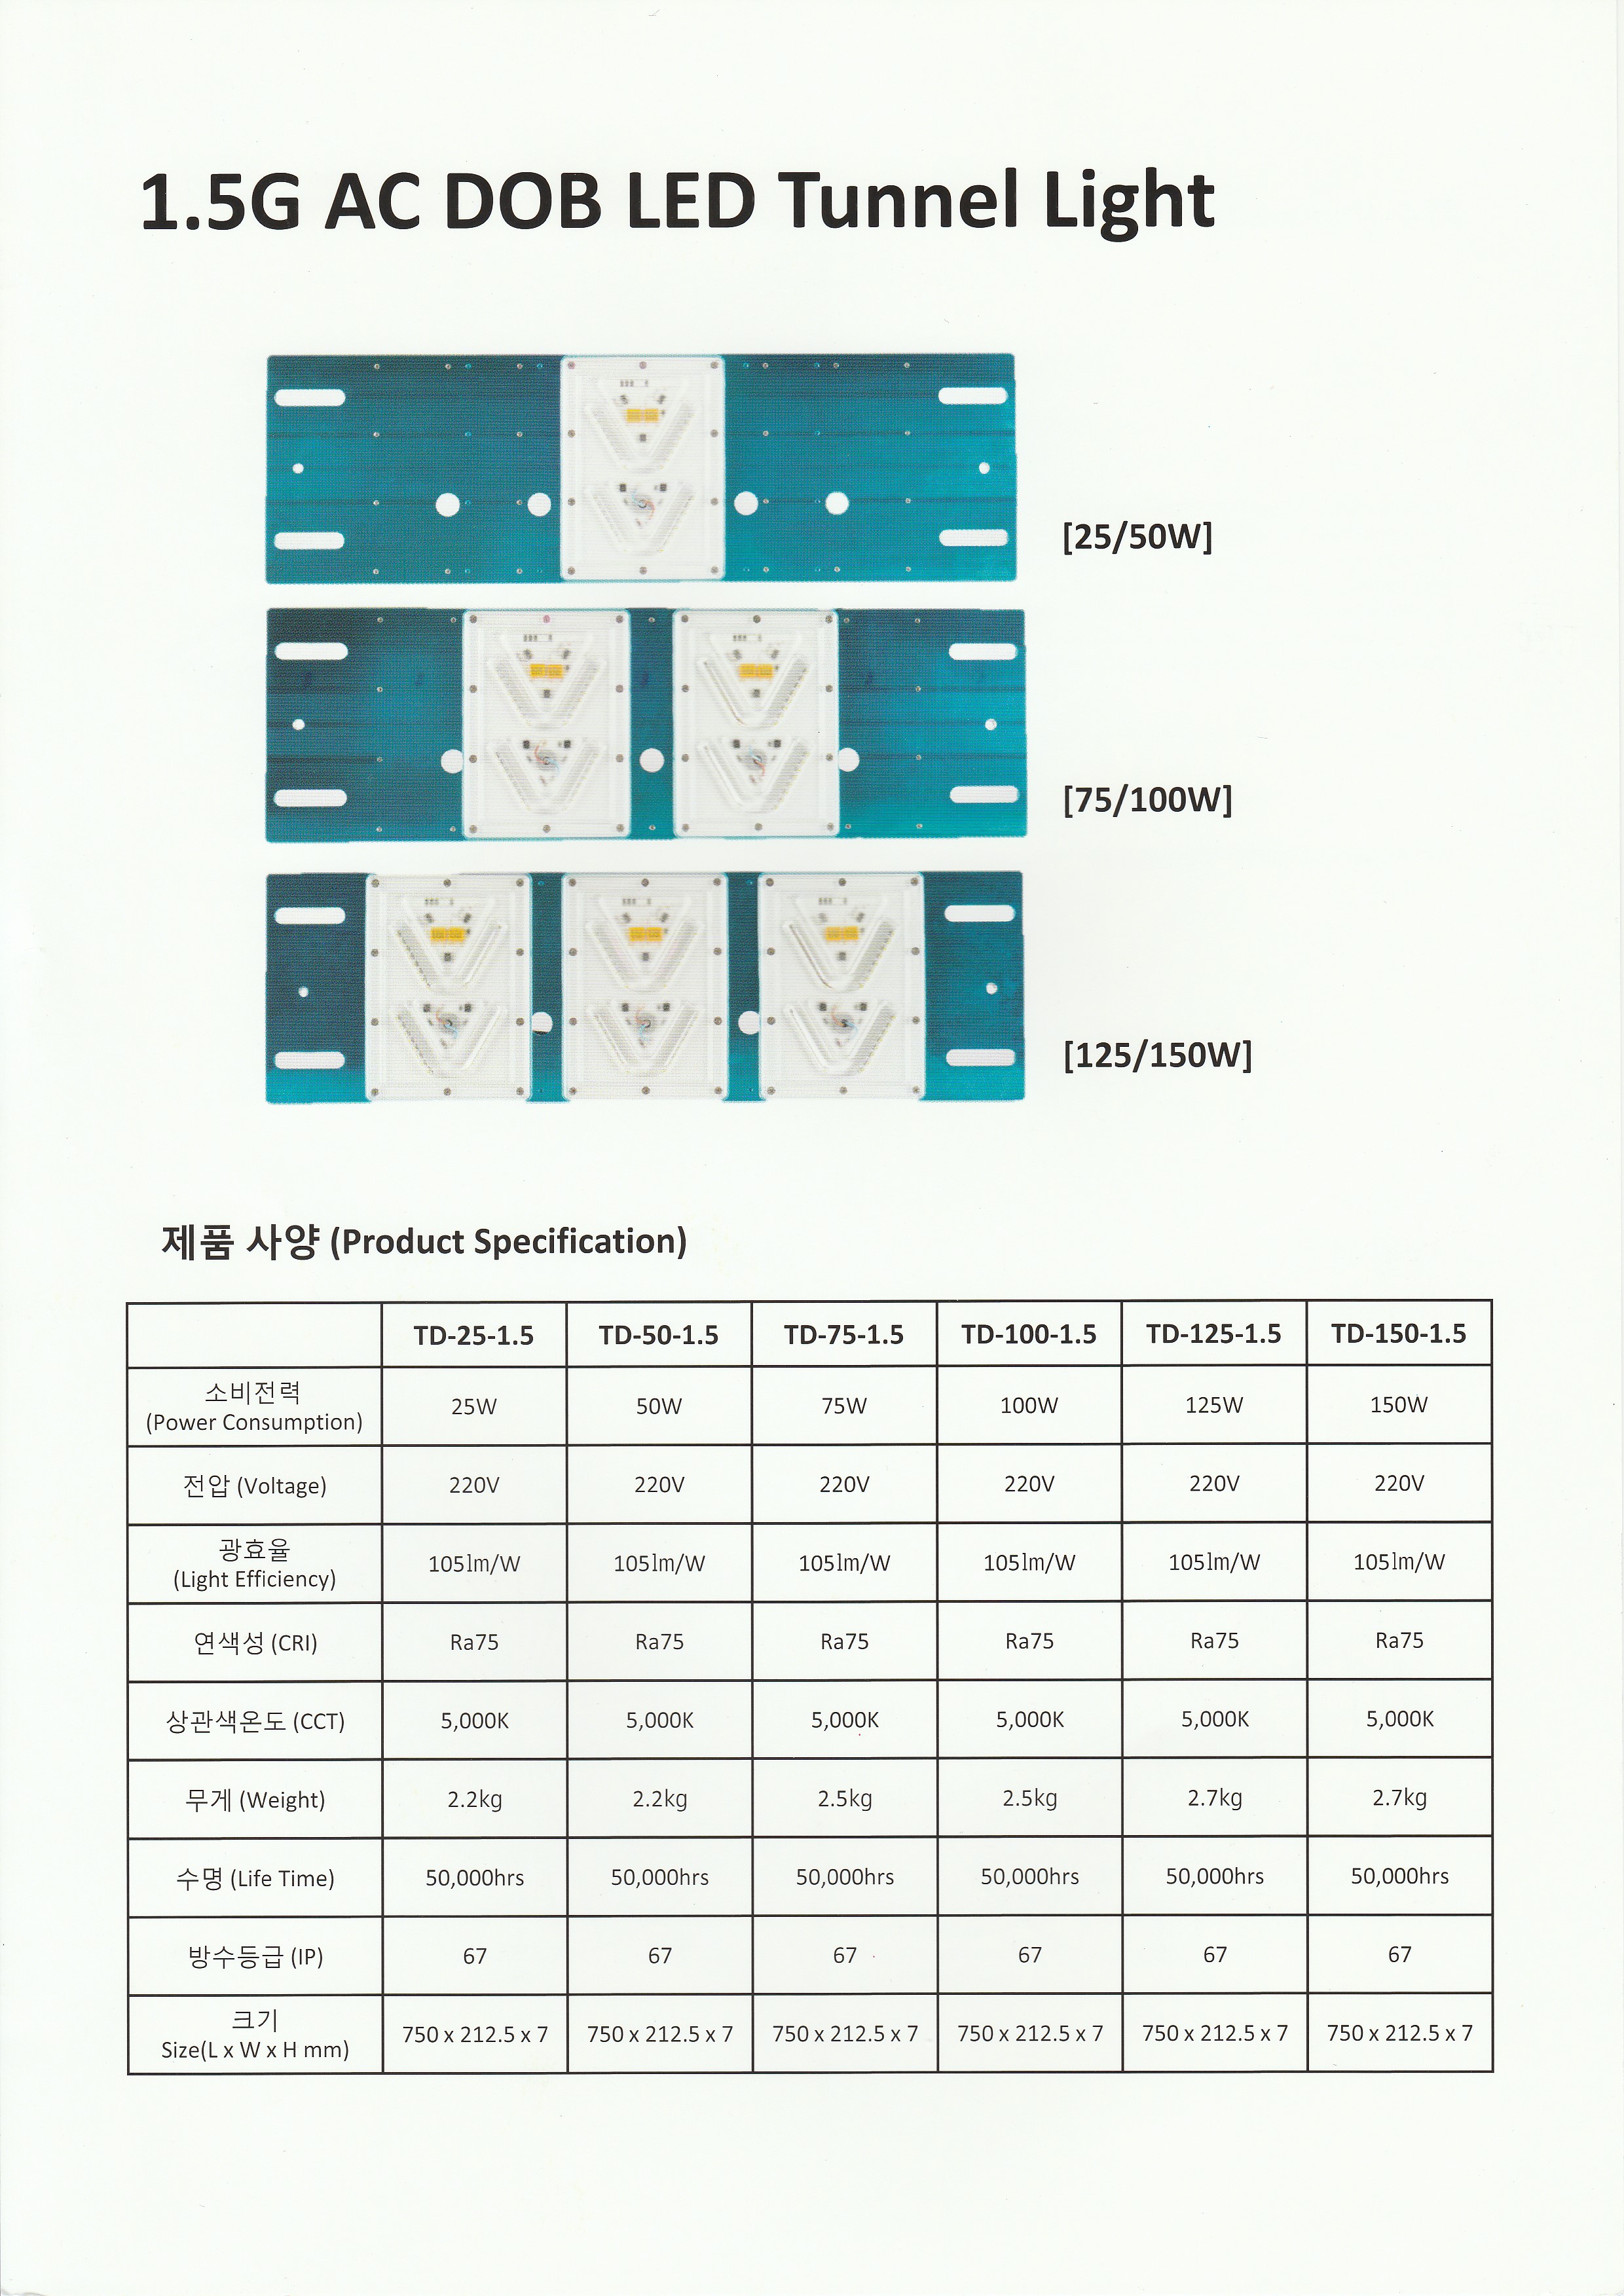 1.5G AC DOB LED Tunnel Light
[25/50W]
[75/100W]
[125/150W]
제품 사양 (Product Specification)
TD-25-1.5 TD-50-1.5 TD-75-1.5 TD-100-1.5 TD-125-1.5 TD-150-1.5
소비전력
(Power Consumption) 25W 50W 75W 100W 125W 150W
전압 (Voltage) 220V 220V 220V 220V 220V 220V
광효율
(Light Efficiency) 105lm/W 105lm/W 105lm/W 105lm/W 105lm/W 105lm/W
연색성 (CRI) Ra75 Ra75 Ra75 Ra75 Ra75 Ra75
상관색온도 (CCT) 5,000K 5,000K 5,000K 5,000K 5,000K 5,000K
무게 (Weight) 2.2kg 2.2kg 2.5kg 2.5kg 2.7kg 2.7kg
수명 (Life Time) 50,000hrs 50,000hrs 50,000hrs 50,000hrs 50,000hrs 50,000hrs
방수등급 (IP) 67 67 67 67 67 67
크기
Size(L x W x H mm) 750 x 212.5 x 7 750 x 212.5 x 7 750 x 212.5 x 7 750 x 212.5 x 7 750 x 212.5 x 7 750 x 212.5 x 7